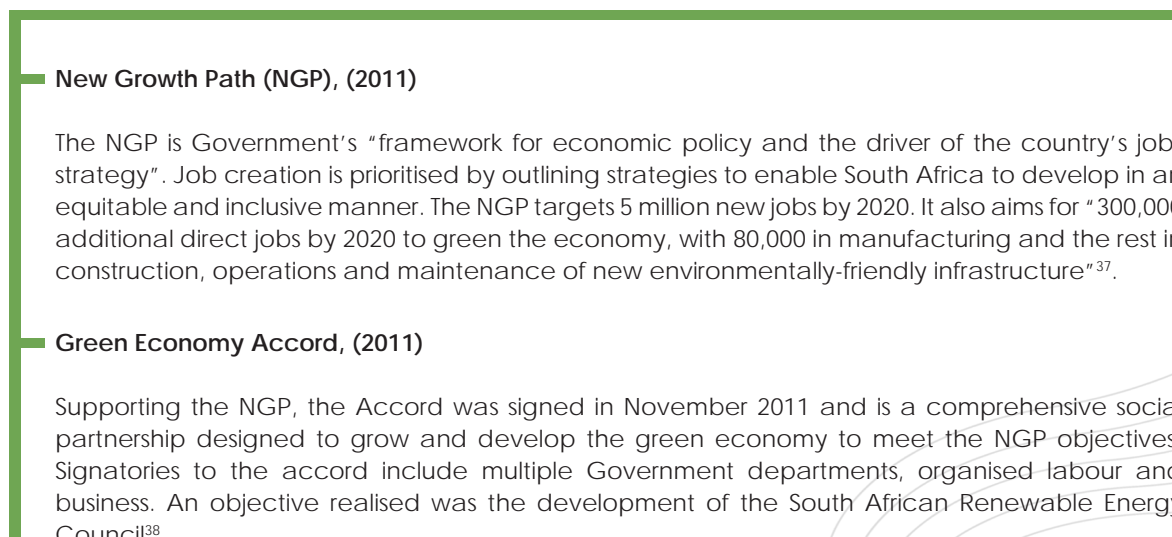 New Growth Path (NGP), (2011)
The NGP is Government's "framework for economic policy and the driver of the country's job
strategy". Job creation is prioritised by outlining strategies to enable South Africa to develop in an
equitable and inclusive manner. The NGP targets 5 million new jobs by 2020. It also aims for "300,000
additional direct jobs by 2020 to green the economy, with 80,000 in manufacturing and the rest in
construction, operations and maintenance of new environmentally-friendly infrastructure"37.
Green Economy Accord, (2011)
Supporting the NGP, the Accord was signed in November 2011 and is a comprehensive social
partnership designed to grow and develop the green economy to meet the NGP objectives.
Signatories to the accord include multiple Government departments, organised labour and
business. An objective realised was the development of the South African Renewable Energy
Council38